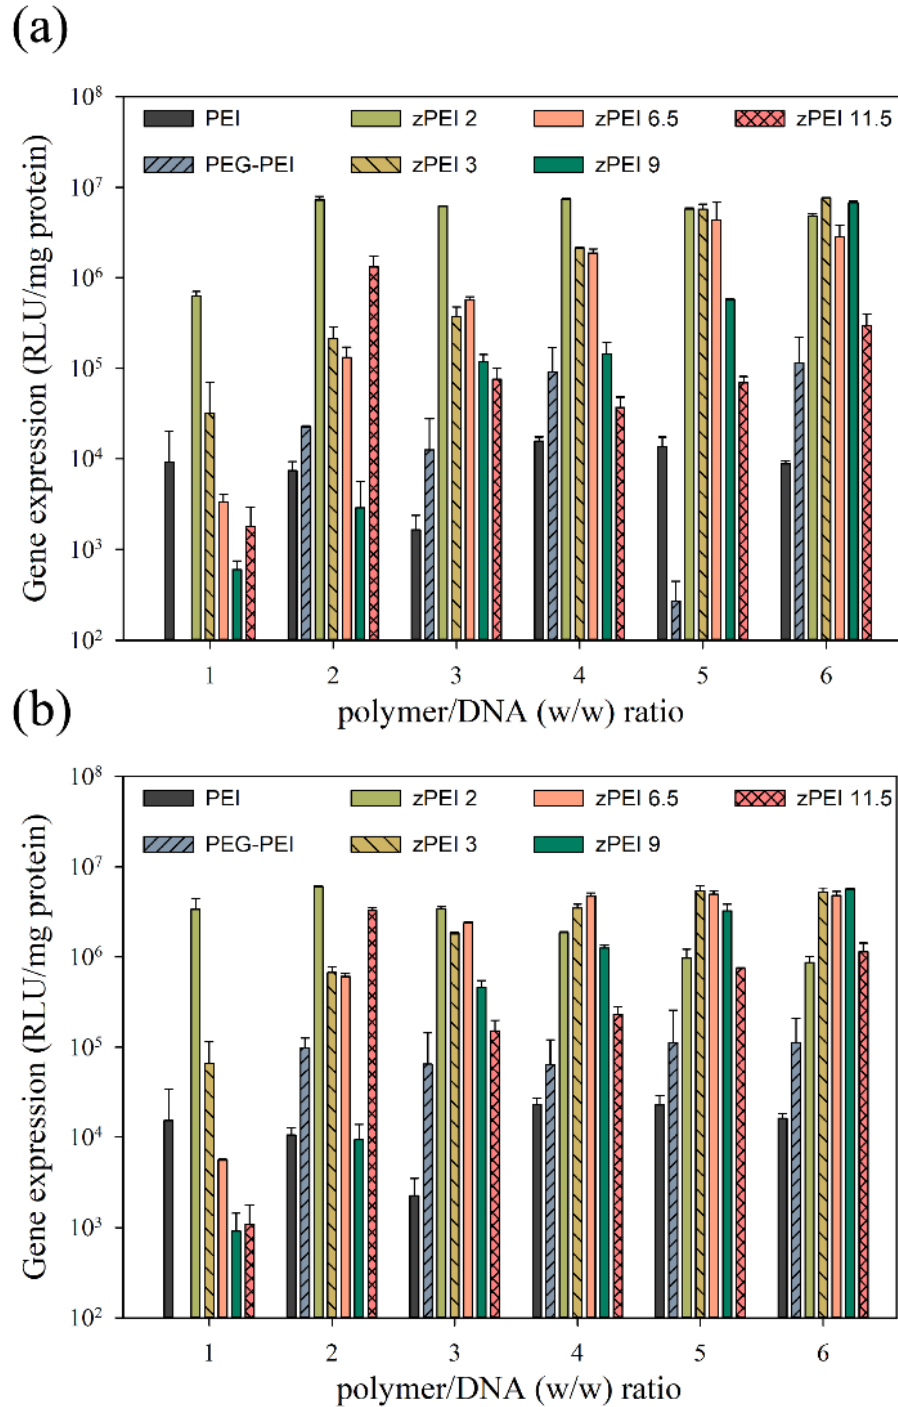 (a)
Gene expression (RLU/mg protein)
10⁸
10⁷
10⁶
10⁵
10⁴
10³
10²
PEI
zPEI 2
zPEI 6.5
zPEI 11.5
PEG-PEI
zPEI 3
zPEI 9
1 2 3 4 5 6
polymer/DNA (w/w) ratio
(b)
Gene expression (RLU/mg protein)
10⁸
10⁷
10⁶
10⁵
10⁴
10³
10²
PEI
zPEI 2
zPEI 6.5
zPEI 11.5
PEG-PEI
zPEI 3
zPEI 9
1 2 3 4 5 6
polymer/DNA (w/w) ratio